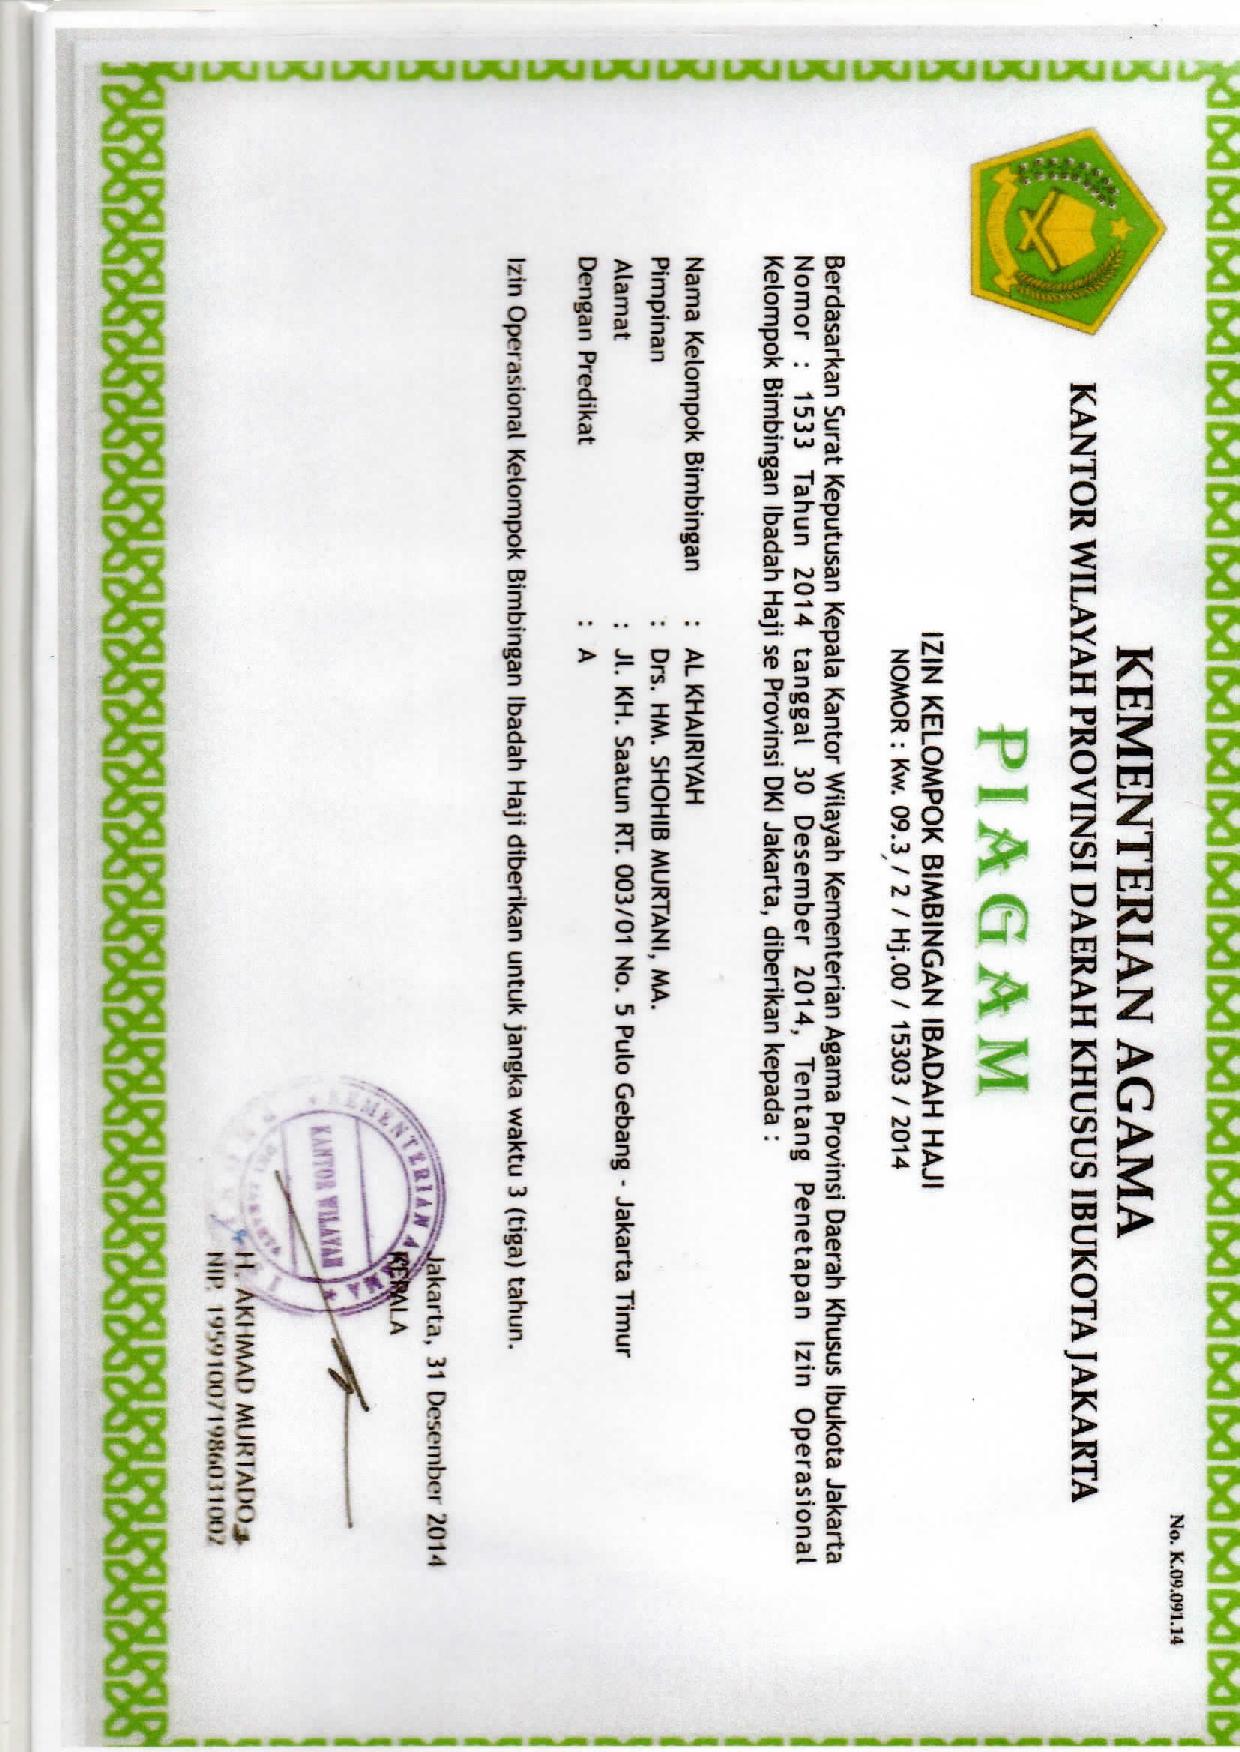 No. K.09.091.14
KEMENTERIAN AGAMA
KANTOR WILAYAH PROVINSI DAERAH KHUSUS IBUKOTA JAKARTA
PIAGAM
IZIN KELOMPOK BIMBINGAN IBADAH HAJI
NOMOR : Kw. 09.3 / 2 / Hj.00 / 15303 / 2014
Berdasarkan Surat Keputusan Kepala Kantor Wilayah Kementerian Agama Provinsi Daerah Khusus Ibukota Jakarta
Nomor : 1533 Tahun 2014 tanggal 30 Desember 2014, Tentang Penetapan Izin Operasional
Kelompok Bimbingan Ibadah Haji se Provinsi DKI Jakarta, diberikan kepada :
Nama Kelompok Bimbingan : AL KHAIRIYAH
Pimpinan : Drs. HM. SHOHIB MURTANI, MA.
Alamat : Jl. KH. Saatun RT. 003/01 No. 5 Pulo Gebang - Jakarta Timur
Dengan Predikat : A
Izin Operasional Kelompok Bimbingan Ibadah Haji diberikan untuk jangka waktu 3 (tiga) tahun.
Jakarta, 31 Desember 2014
KEPALA
KEMENTERIAN AGAMA
KANTOR WILAYAH
DKI JAKARTA
H. AKHMAD MURTADO
NIP. 195910071986031002